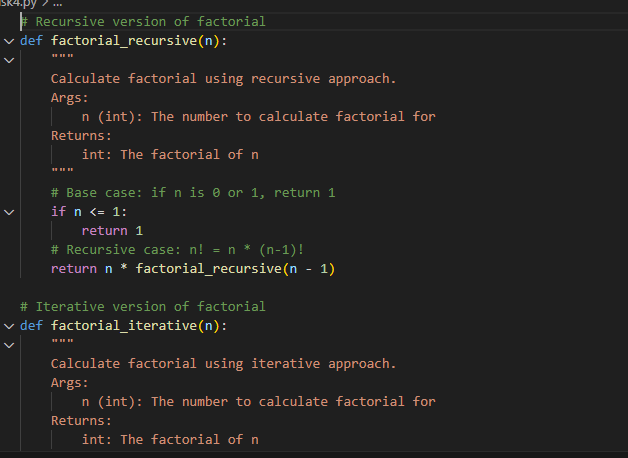 sk4.py > ...
# Recursive version of factorial
def factorial_recursive(n):
    """
    Calculate factorial using recursive approach.
    Args:
        n (int): The number to calculate factorial for
    Returns:
        int: The factorial of n
    """
    # Base case: if n is 0 or 1, return 1
    if n <= 1:
        return 1
    # Recursive case: n! = n * (n-1)!
    return n * factorial_recursive(n - 1)

# Iterative version of factorial
def factorial_iterative(n):
    """
    Calculate factorial using iterative approach.
    Args:
        n (int): The number to calculate factorial for
    Returns:
        int: The factorial of n